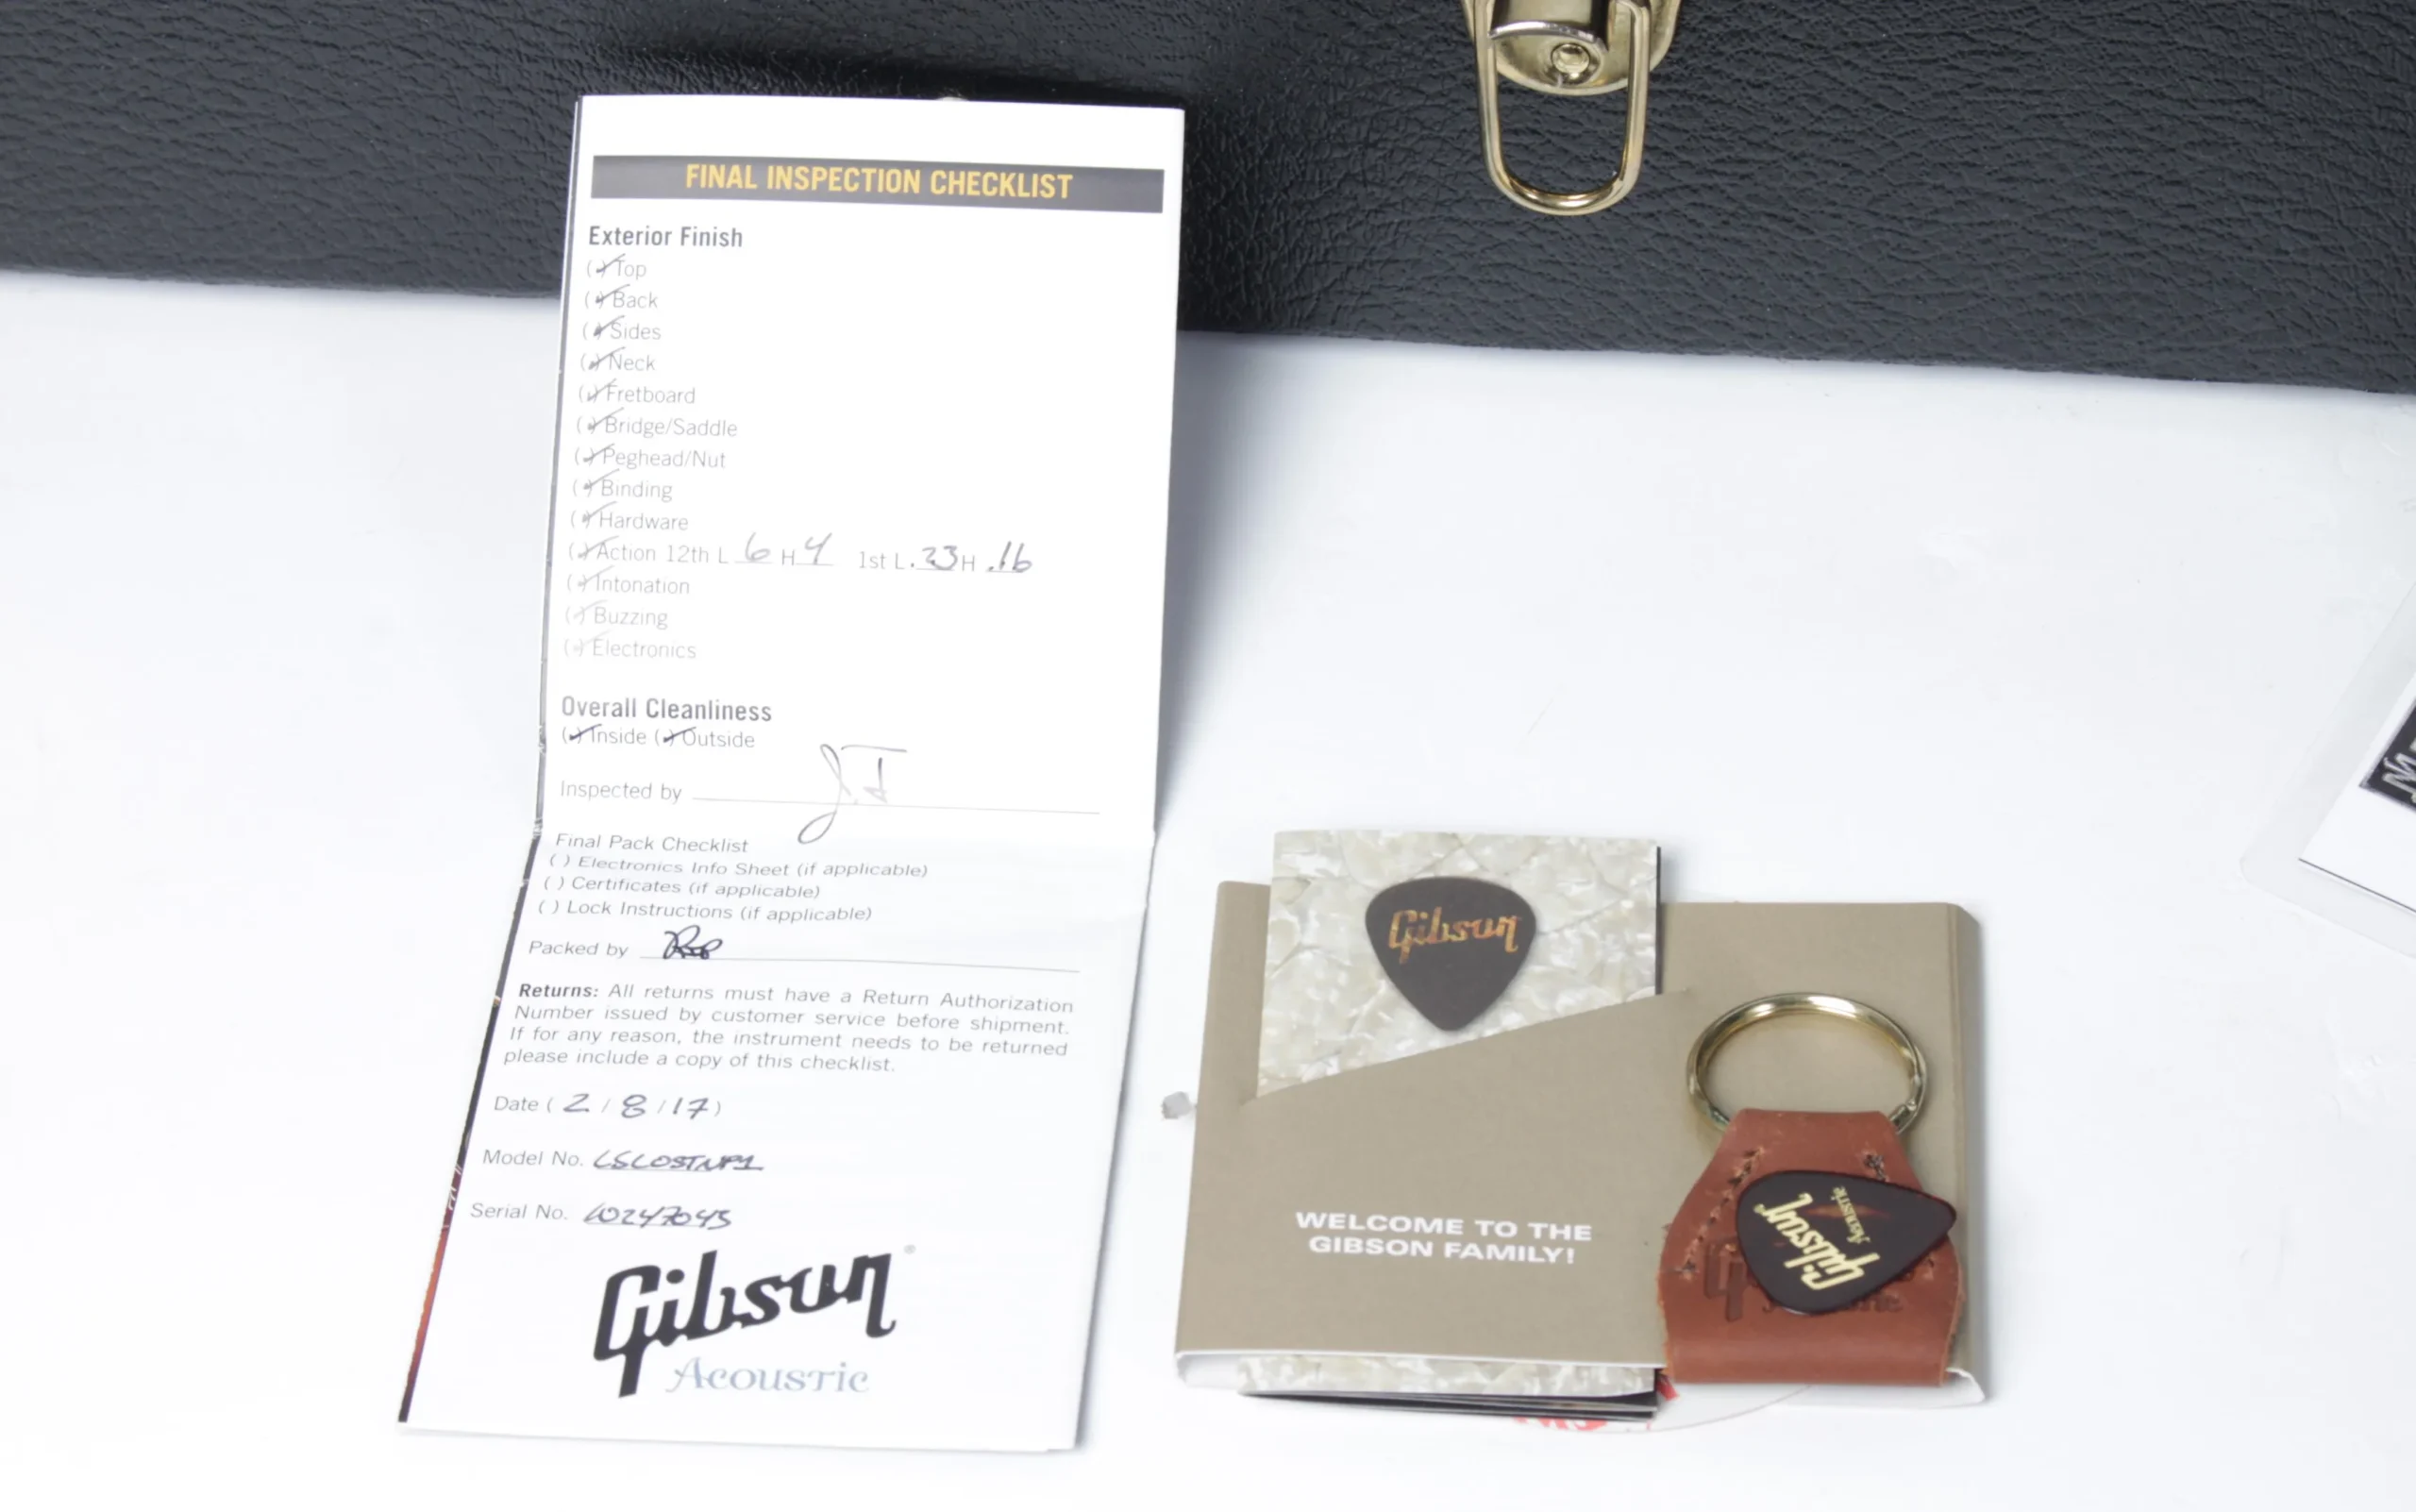 FINAL INSPECTION CHECKLIST
Exterior Finish
(✓) Top
(✓) Back
(✓) Sides
(✓) Neck
(✓) Fretboard
(✓) Bridge/Saddle
(✓) Peghead/Nut
(✓) Binding
(✓) Hardware
(✓) Action 12th L 6 H 4 1st L .23 H .16
(✓) Intonation
(✓) Buzzing
(✓) Electronics
Overall Cleanliness
(✓) Inside (✓) Outside
Inspected by J.T
Final Pack Checklist
( ) Electronics Info Sheet (if applicable)
( ) Certificates (if applicable)
( ) Lock Instructions (if applicable)
Packed by
Returns: All returns must have a Return Authorization
Number issued by customer service before shipment.
If for any reason, the instrument needs to be returned
please include a copy of this checklist.
Date ( 2 / 8 / 17 )
Model No. LSLOSTNP1
Serial No. 10247045
Gibson®
Acoustic
Gibson
WELCOME TO THE
GIBSON FAMILY!
Gibson
Acoustic